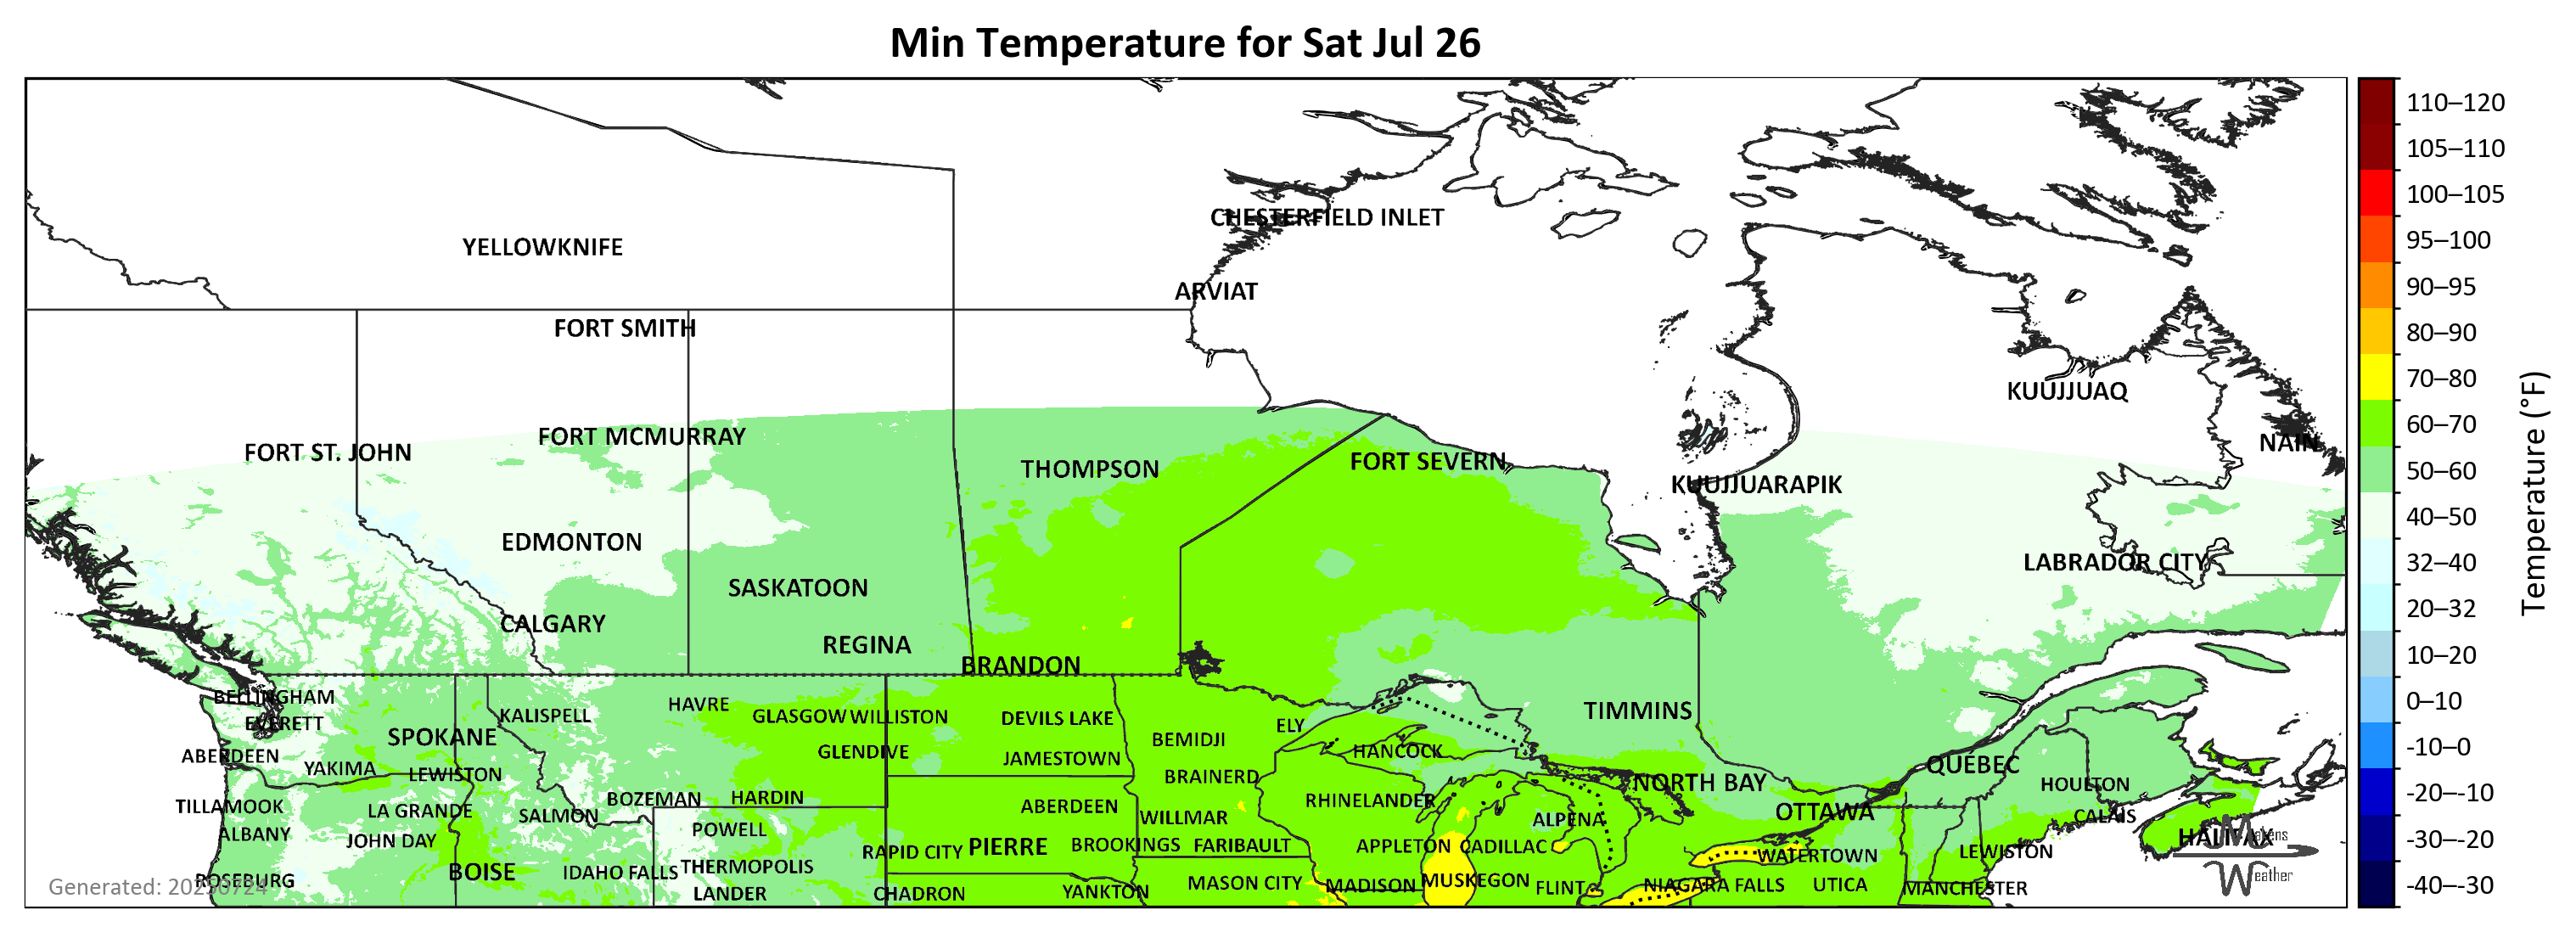 Min Temperature for Sat Jul 26
CHESTERFIELD INLET
YELLOWKNIFE
ARVIAT
FORT SMITH
KUUJJUAQ
FORT MCMURRAY
NAIN
FORT ST. JOHN
THOMPSON
FORT SEVERN
KUUJJUARAPIK
EDMONTON
LABRADOR CITY
SASKATOON
CALGARY
REGINA
BRANDON
BELLINGHAM
HAVRE
KALISPELL
GLASGOW WILLISTON
DEVILS LAKE
TIMMINS
EVERETT
ELY
SPOKANE
BEMIDJI
ABERDEEN
GLENDIVE
JAMESTOWN
HANCOCK
YAKIMA
LEWISTON
BRAINERD
QUÉBEC
NORTH BAY
HOULTON
TILLAMOOK
LA GRANDE
SALMON
BOZEMAN
HARDIN
ABERDEEN
WILLMAR
RHINELANDER
OTTAWA
CALAIS
ALBANY
JOHN DAY
POWELL
RAPID CITY
PIERRE
BROOKINGS
FARIBAULT
APPLETON
CADILLAC
ALPENA
WATERTOWN
LEWISTON
HALIFAX
BOISE
IDAHO FALLS
THERMOPOLIS
ROSEBURG
LANDER
CHADRON
YANKTON
MASON CITY
MADISON
MUSKEGON
FLINT
NIAGARA FALLS
UTICA
MANCHESTER
Makens
Weather
Generated: 20250724
110–120
105–110
100–105
95–100
90–95
80–90
70–80
60–70
50–60
40–50
32–40
20–32
10–20
0–10
-10–0
-20–-10
-30–-20
-40–-30
Temperature (°F)